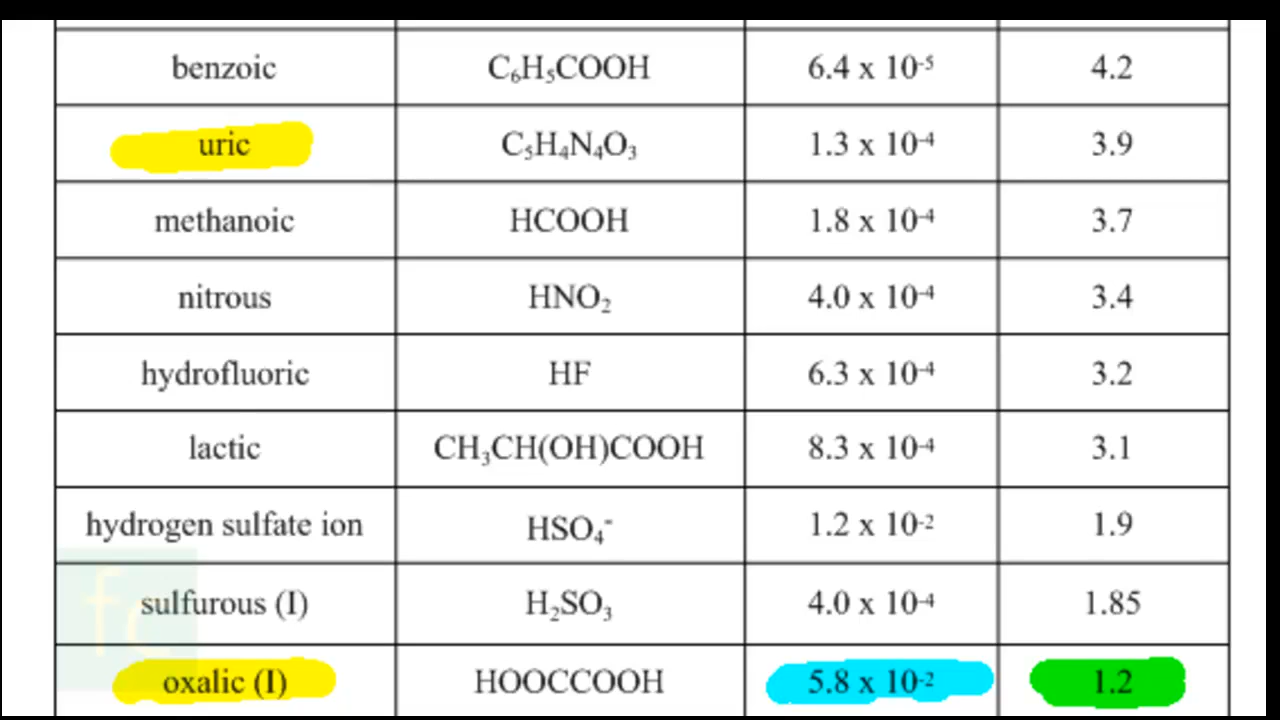 benzoic C₆H₅COOH 6.4 x 10⁻⁵ 4.2
uric C₅H₄N₄O₃ 1.3 x 10⁻⁴ 3.9
methanoic HCOOH 1.8 x 10⁻⁴ 3.7
nitrous HNO₂ 4.0 x 10⁻⁴ 3.4
hydrofluoric HF 6.3 x 10⁻⁴ 3.2
lactic CH₃CH(OH)COOH 8.3 x 10⁻⁴ 3.1
hydrogen sulfate ion HSO₄⁻ 1.2 x 10⁻² 1.9
sulfurous (I) H₂SO₃ 4.0 x 10⁻⁴ 1.85
oxalic (I) HOOCCOOH 5.8 x 10⁻² 1.2
fc